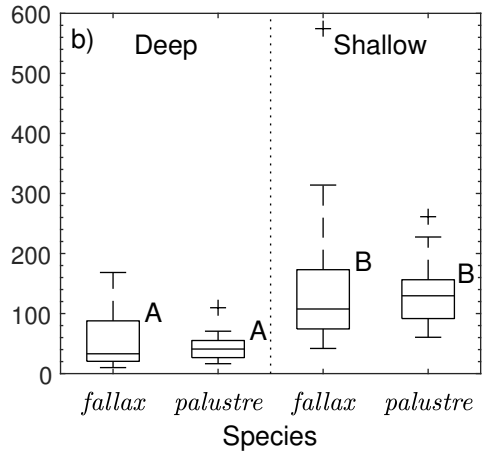 600
b) Deep Shallow
500
400
300
200
B B
100
A A
0
fallax palustre fallax palustre
Species